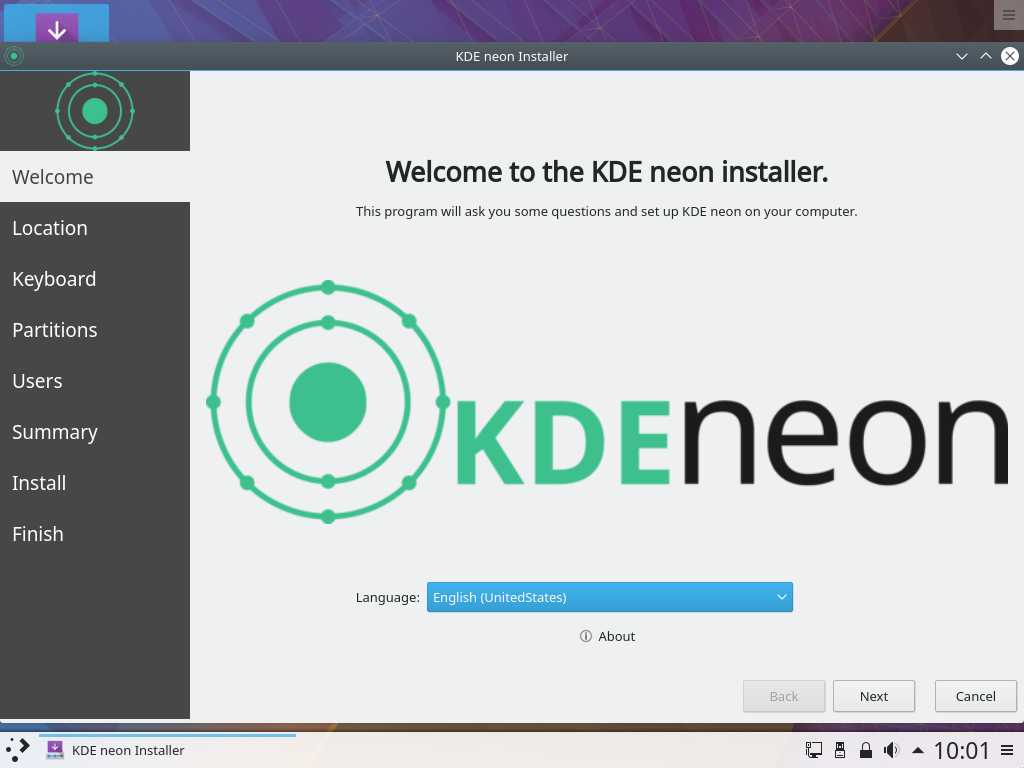 KDE neon Installer
Welcome
Location
Keyboard
Partitions
Users
Summary
Install
Finish
Welcome to the KDE neon installer.
This program will ask you some questions and set up KDE neon on your computer.
KDEneon
Language: English (UnitedStates)
About
Back Next Cancel
KDE neon Installer 10:01